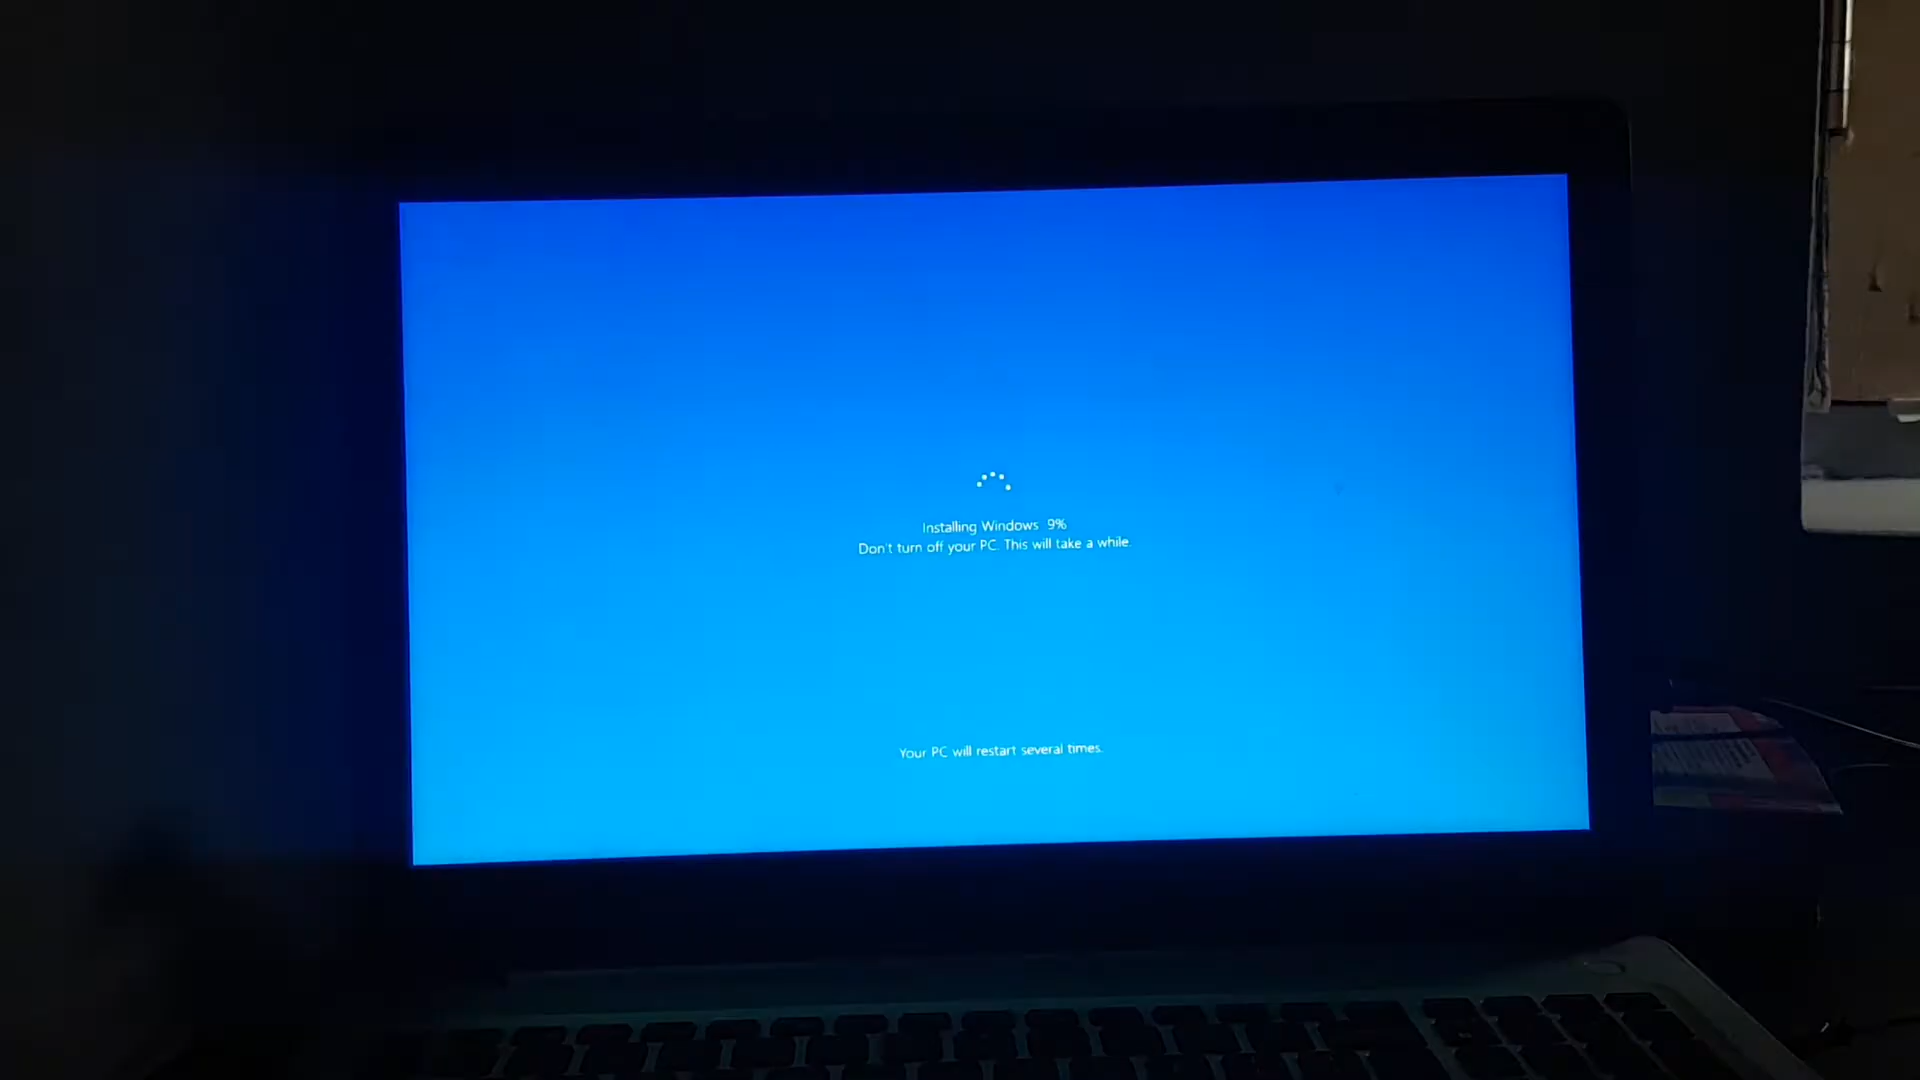 Installing Windows 9%
Don't turn off your PC. This will take a while.
Your PC will restart several times.